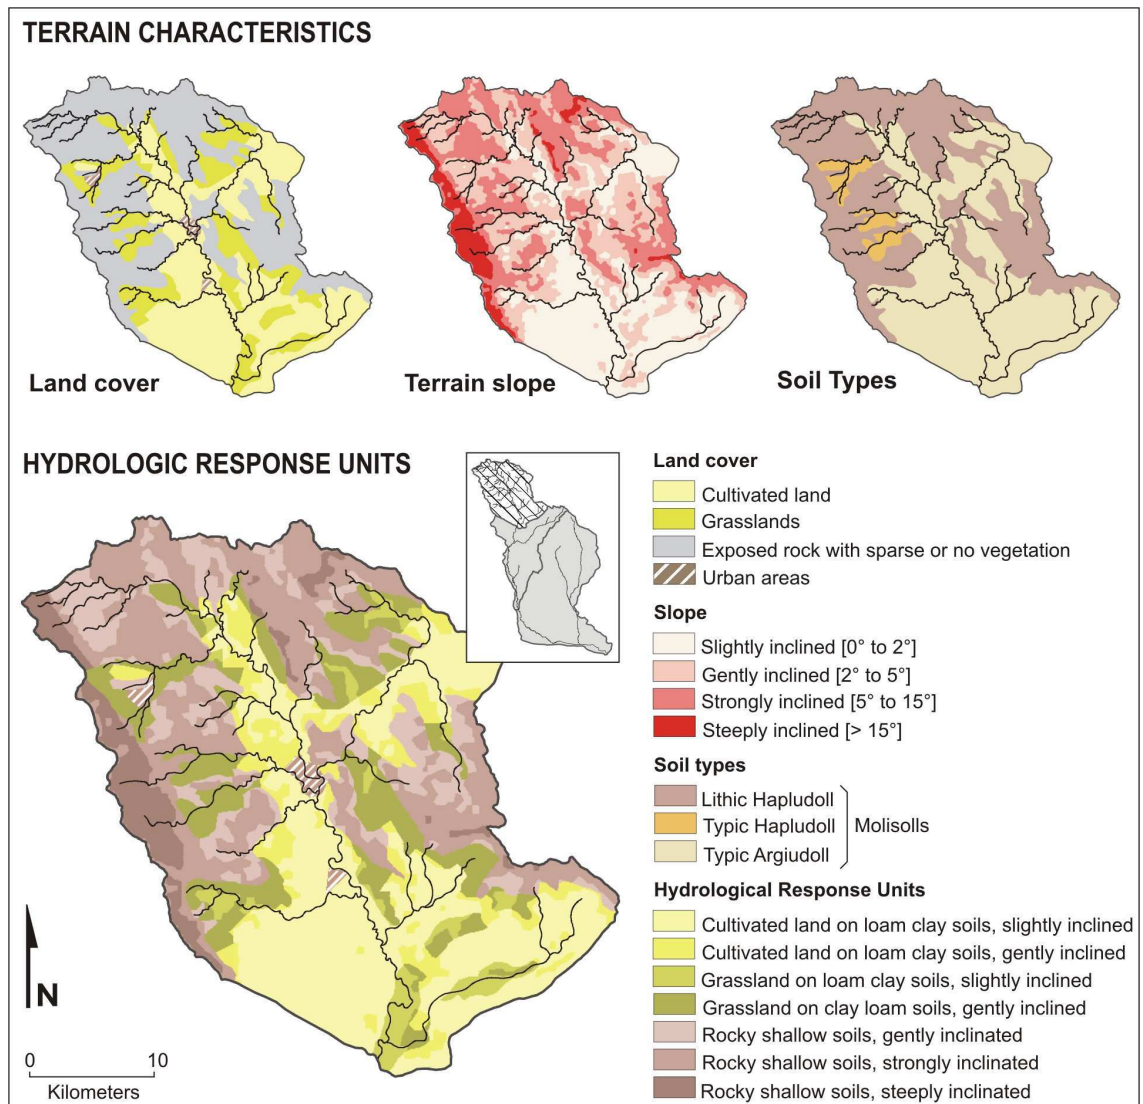 TERRAIN CHARACTERISTICS
Land cover
Terrain slope
Soil Types
HYDROLOGIC RESPONSE UNITS
Land cover
Cultivated land
Grasslands
Exposed rock with sparse or no vegetation
Urban areas
Slope
Slightly inclined [0° to 2°]
Gently inclined [2° to 5°]
Strongly inclined [5° to 15°]
Steeply inclined [> 15°]
Soil types
Lithic Hapludoll
Typic Hapludoll
Typic Argiudoll
Molisolls
Hydrological Response Units
Cultivated land on loam clay soils, slightly inclined
Cultivated land on loam clay soils, gently inclined
Grassland on loam clay soils, slightly inclined
Grassland on clay loam soils, gently inclined
Rocky shallow soils, gently inclinated
Rocky shallow soils, strongly inclinated
Rocky shallow soils, steeply inclinated
N
0 10
Kilometers